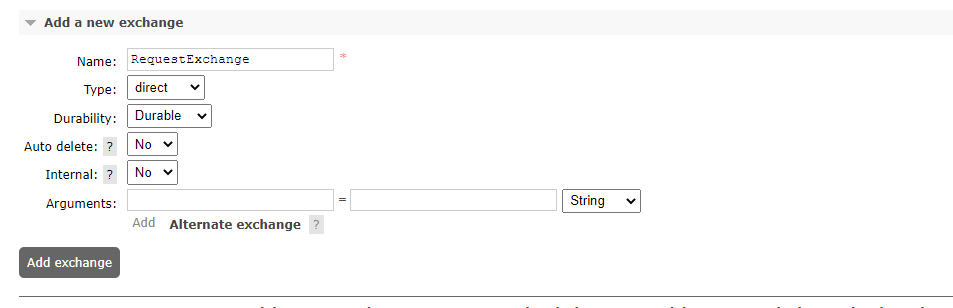 Add a new exchange
Name: RequestExchange *
Type: direct
Durability: Durable
Auto delete: ? No
Internal: ? No
Arguments: = String
Add Alternate exchange ?
Add exchange